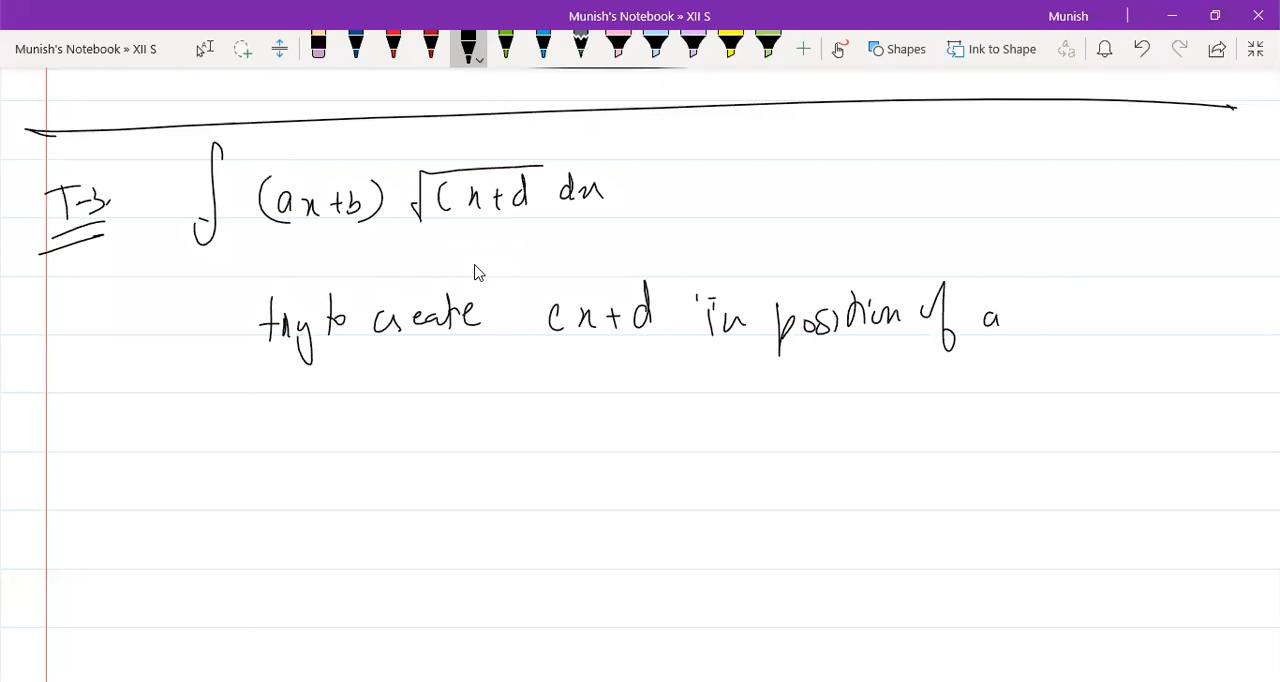 Munish's Notebook » XII S
Munish
Munish's Notebook » XII S
Shapes
Ink to Shape
T-3.
∫ (ax+b) √(cx+d) dx
try to create cx+d in position of a